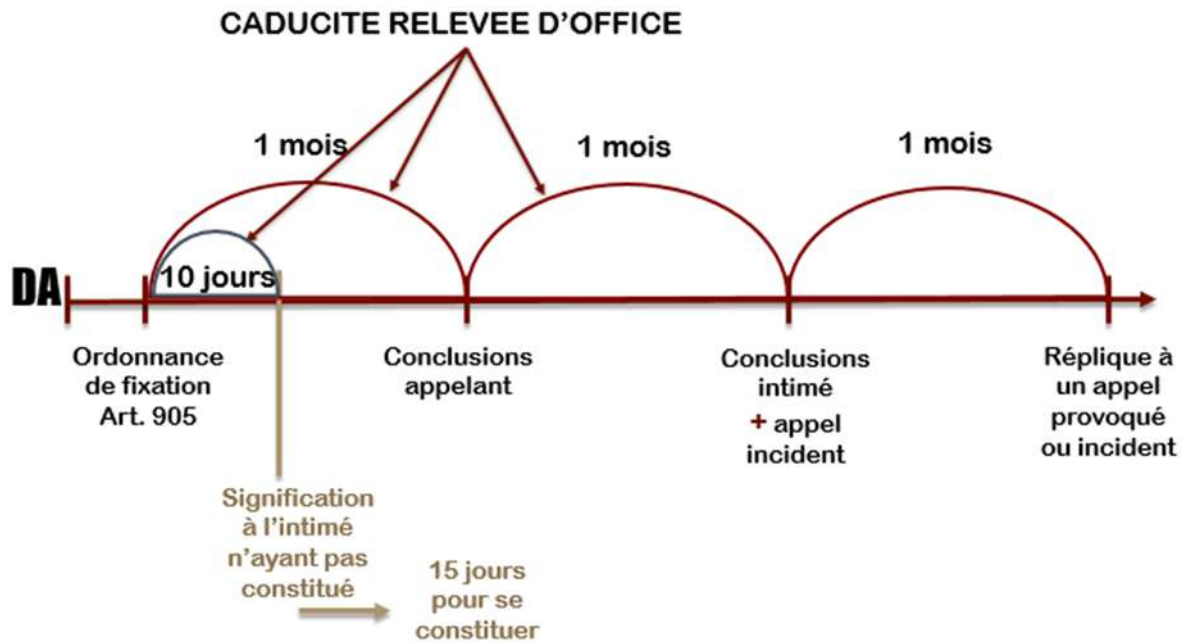 CADUCITE RELEVEE D'OFFICE
1 mois
1 mois
1 mois
10 jours
DA
Ordonnance
de fixation
Art. 905
Conclusions
appelant
Conclusions
intimé
+ appel
incident
Réplique à
un appel
provoqué
ou incident
Signification
à l'intimé
n'ayant pas
constitué
15 jours
pour se
constituer